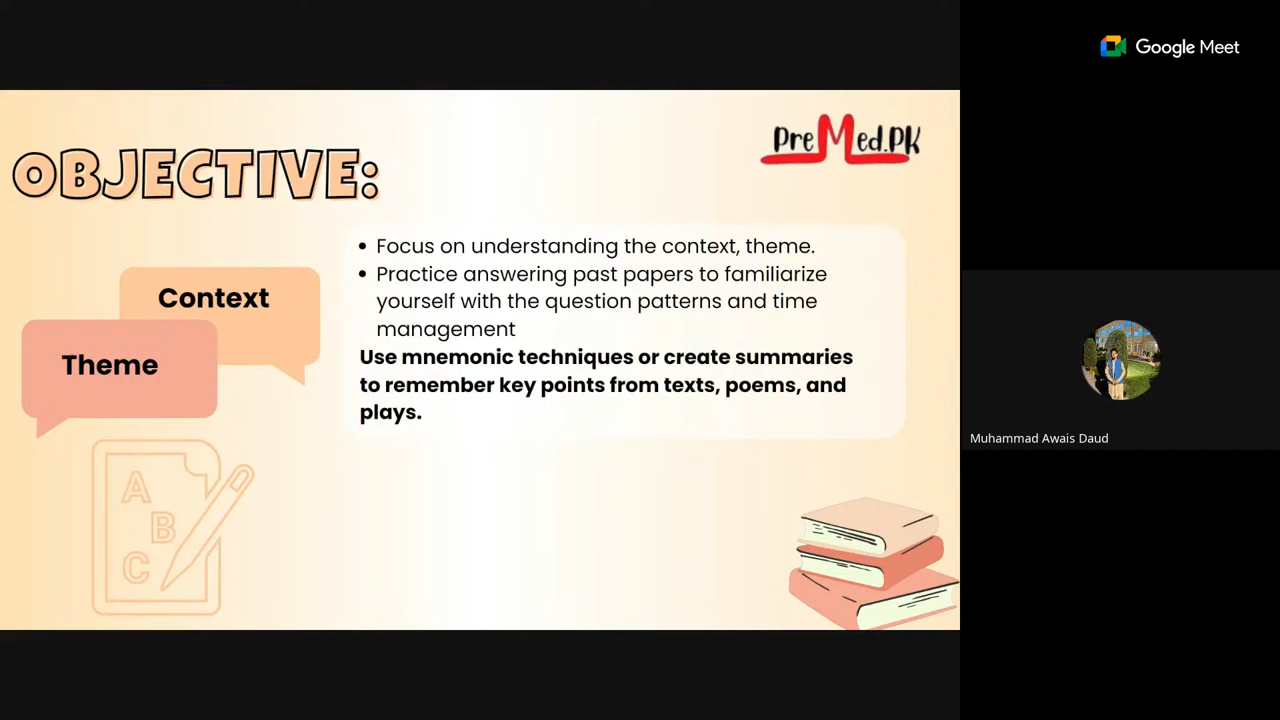 Google Meet
PreMed.PK
OBJECTIVE:
Context
Theme
• Focus on understanding the context, theme.
• Practice answering past papers to familiarize
yourself with the question patterns and time
management
Use mnemonic techniques or create summaries
to remember key points from texts, poems, and
plays.
A
B
C
Muhammad Awais Daud